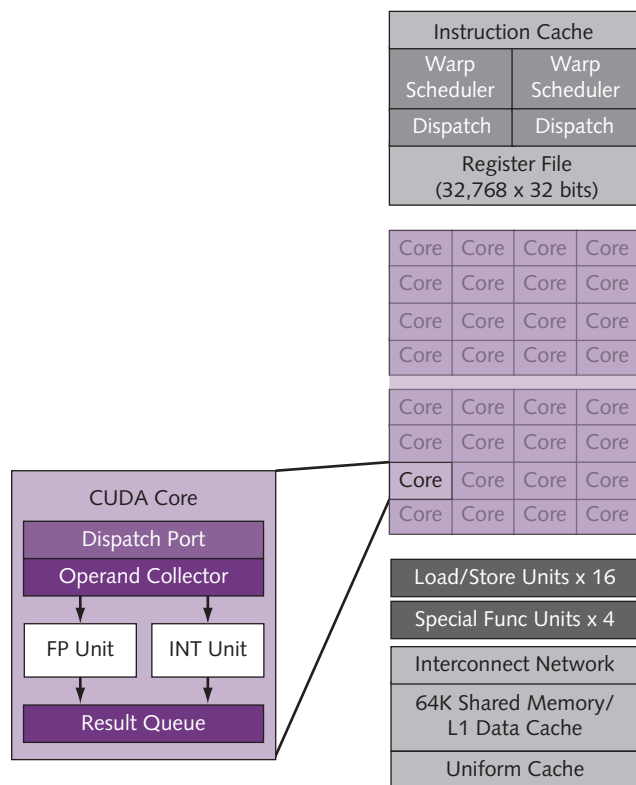 Instruction Cache
Warp Scheduler Warp Scheduler
Dispatch Dispatch
Register File
(32,768 x 32 bits)
Core Core Core Core
Core Core Core Core
Core Core Core Core
Core Core Core Core
Core Core Core Core
Core Core Core Core
Core Core Core Core
Core Core Core Core
Load/Store Units x 16
Special Func Units x 4
Interconnect Network
64K Shared Memory/
L1 Data Cache
Uniform Cache
CUDA Core
Dispatch Port
Operand Collector
FP Unit INT Unit
Result Queue